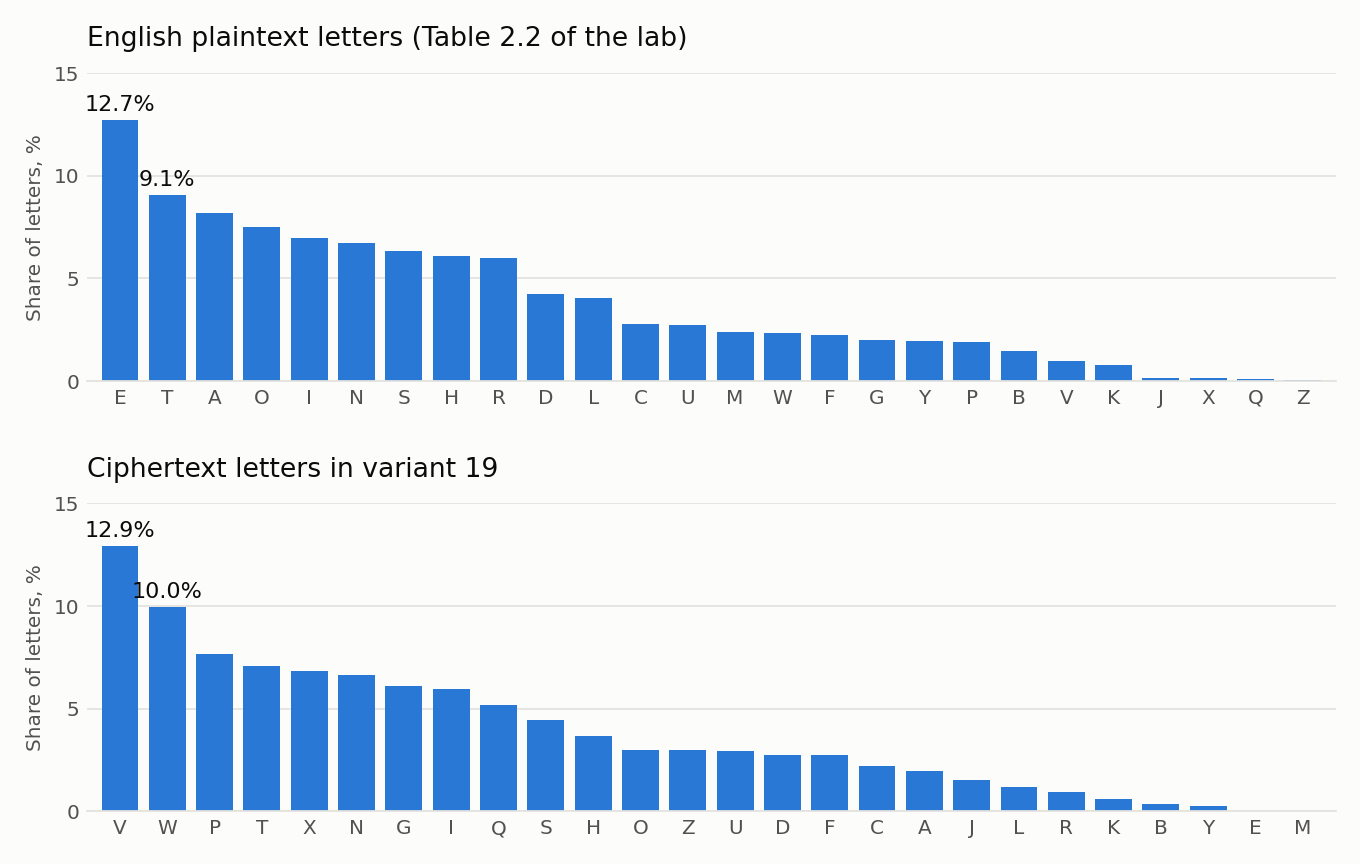 English plaintext letters (Table 2.2 of the lab)
Share of letters, %
15
10
5
0
12.7%
9.1%
E T A O I N S H R D L C U M W F G Y P B V K J X Q Z
Ciphertext letters in variant 19
Share of letters, %
15
10
5
0
12.9%
10.0%
V W P T X N G I Q S H O Z U D F C A J L R K B Y E M